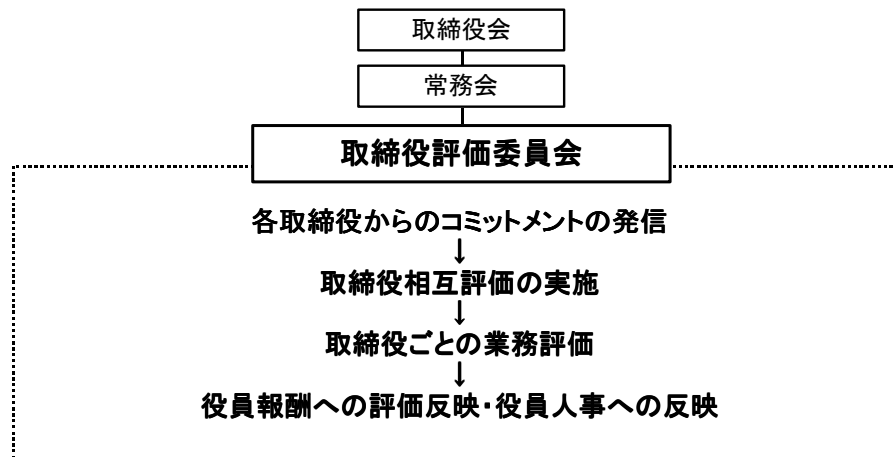 取締役会
常務会
取締役評価委員会
各取締役からのコミットメントの発信
↓
取締役相互評価の実施
↓
取締役ごとの業務評価
↓
役員報酬への評価反映・役員人事への反映